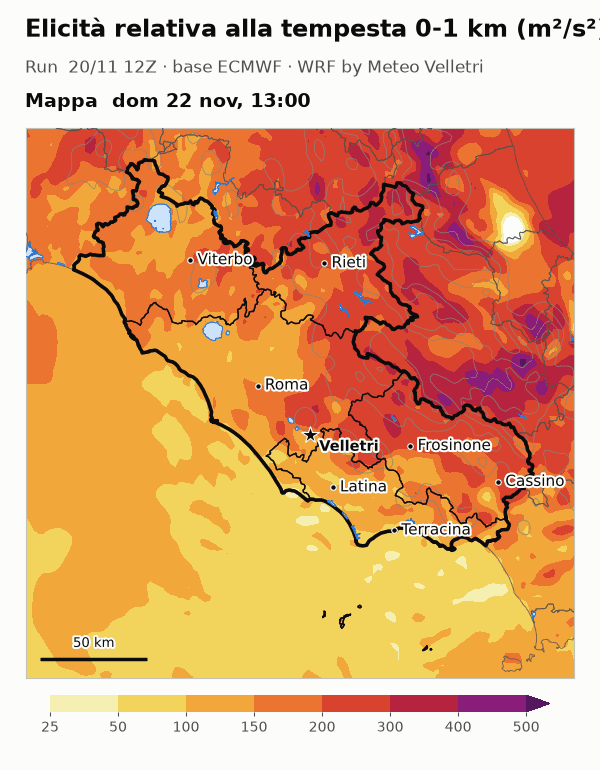 Elicità relativa alla tempesta 0-1 km (m²/s²)
Run 20/11 12Z · base ECMWF · WRF by Meteo Velletri
Mappa dom 22 nov, 13:00
Viterbo
Rieti
Roma
Velletri
Frosinone
Cassino
Latina
Terracina
50 km
25 50 100 150 200 300 400 500